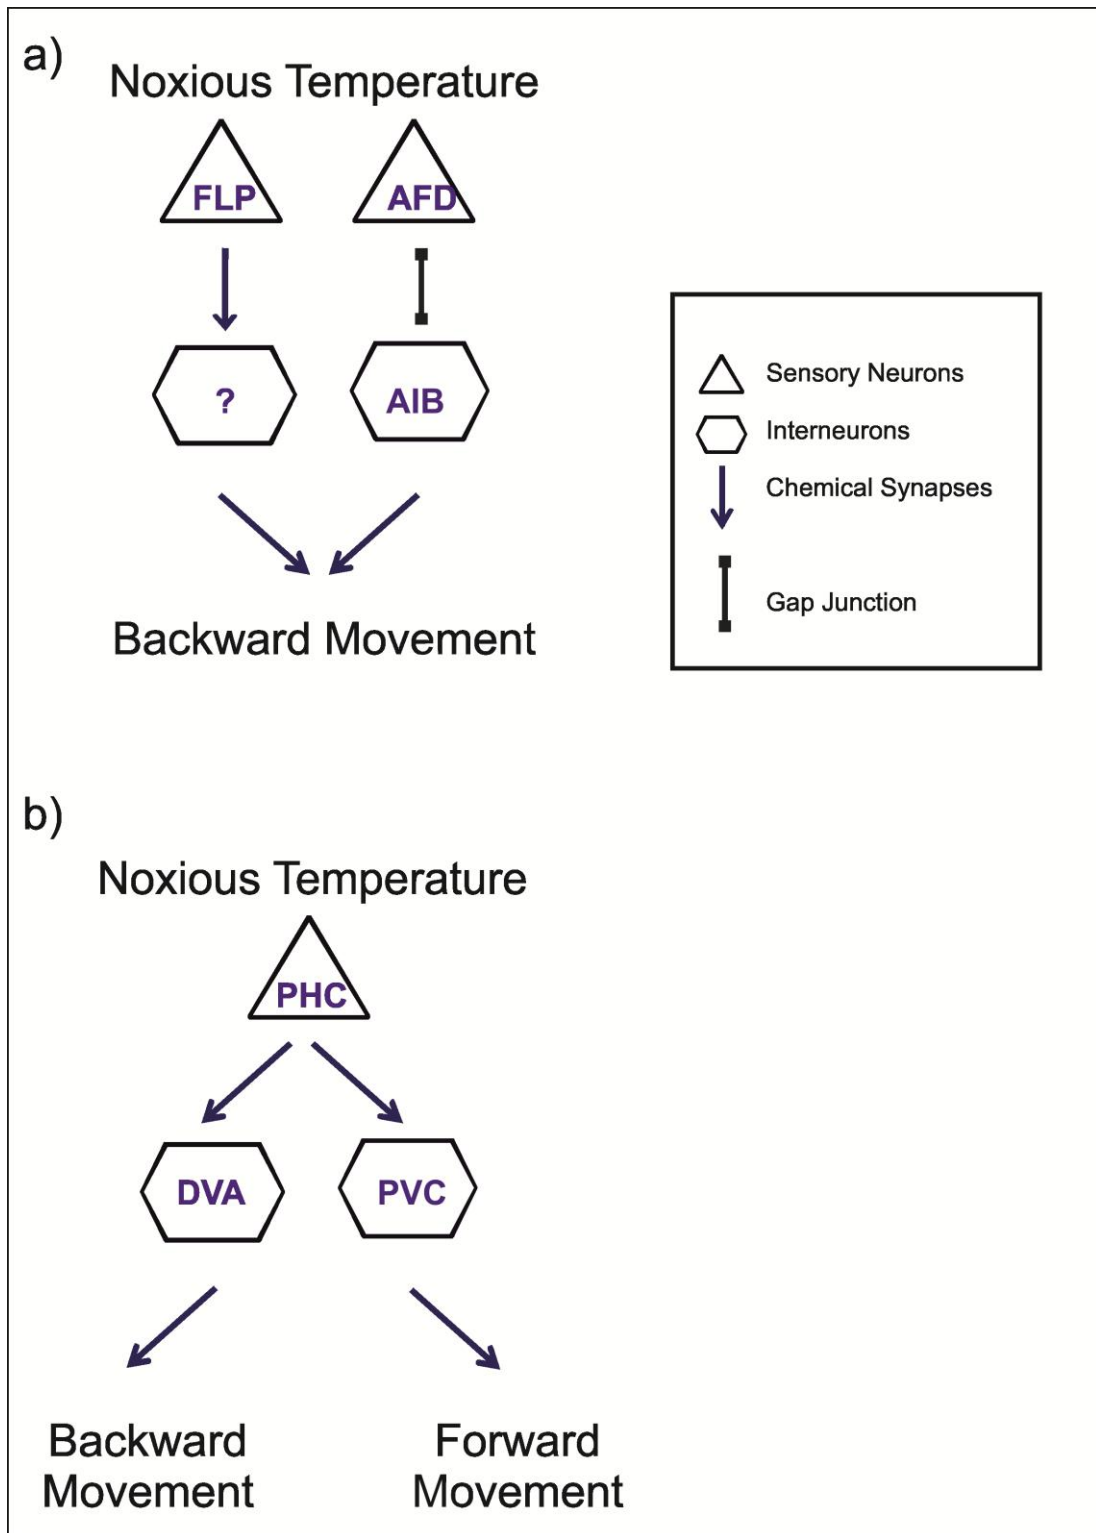 a)
Noxious Temperature
FLP AFD
? AIB
Backward Movement
Sensory Neurons
Interneurons
Chemical Synapses
Gap Junction
b)
Noxious Temperature
PHC
DVA PVC
Backward
Movement
Forward
Movement